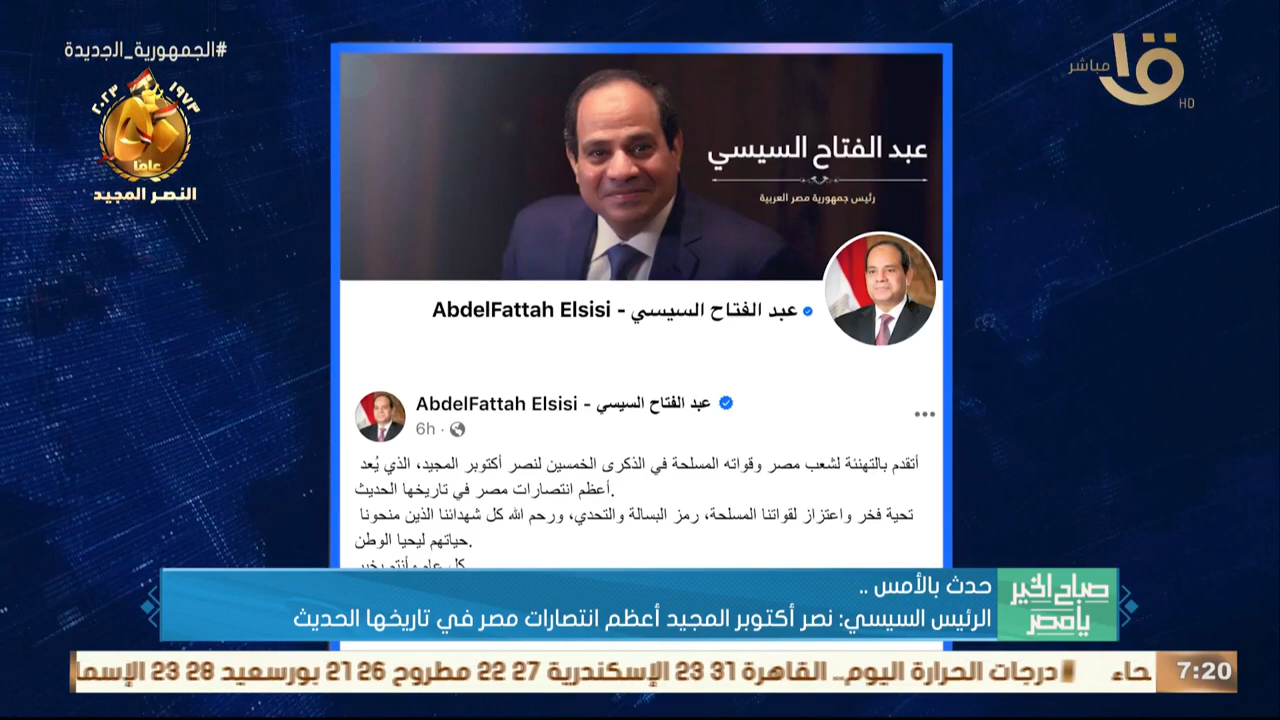 #الجمهورية_الجديدة
١٩٧٣ ٢٠٢٣
عامًا
النصر المجيد
مباشر
HD
عبد الفتاح السيسي
رئيس جمهورية مصر العربية
AbdelFattah Elsisi - عبد الفتاح السيسي
AbdelFattah Elsisi - عبد الفتاح السيسي
6h
أتقدم بالتهنئة لشعب مصر وقواته المسلحة في الذكرى الخمسين لنصر أكتوبر المجيد، الذي يُعد
أعظم انتصارات مصر في تاريخها الحديث.
تحية فخر واعتزاز لقواتنا المسلحة، رمز البسالة والتحدي، ورحم الله كل شهدائنا الذين منحونا
حياتهم ليحيا الوطن.
كل عام وأنتم بخير
صباح الخير
يا مصر
حدث بالأمس ..
الرئيس السيسي: نصر أكتوبر المجيد أعظم انتصارات مصر في تاريخها الحديث
درجات الحرارة اليوم.. القاهرة 31 23 الإسكندرية 27 22 مطروح 26 21 بورسعيد 28 23
7:20